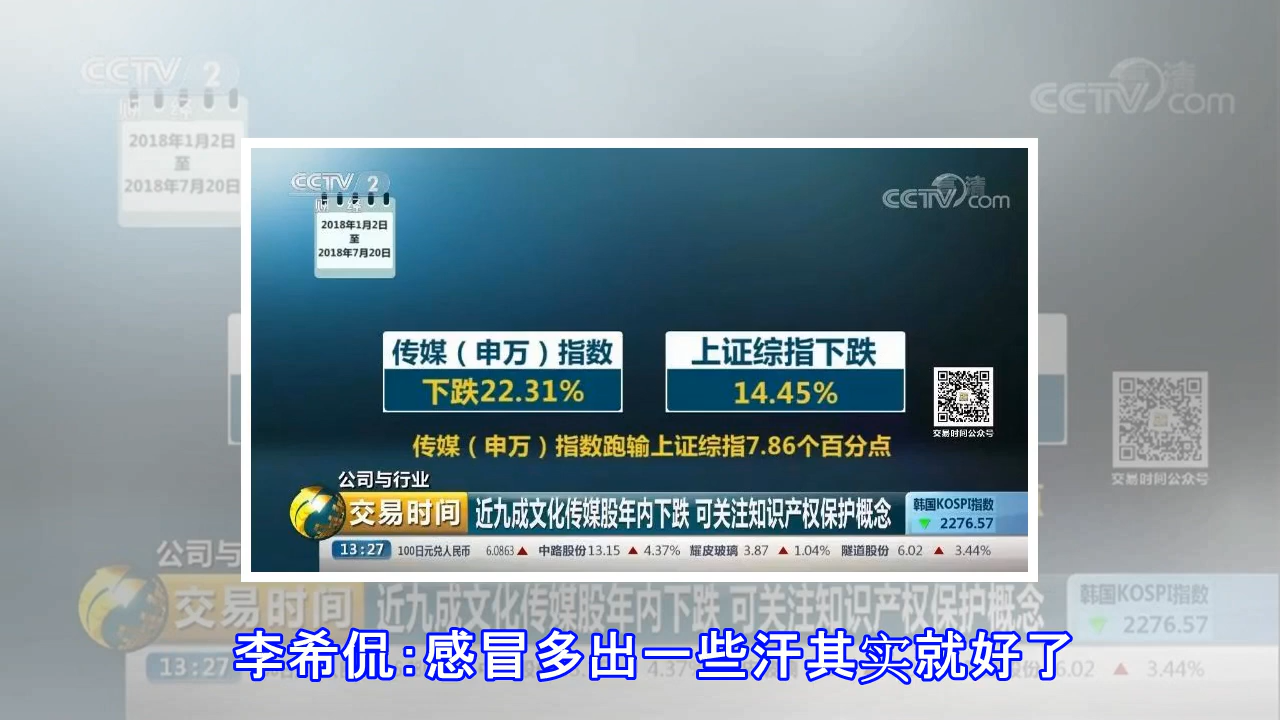 CCTV 2
财经
2018年1月2日
至
2018年7月20日
CCTV 高清
com
传媒（申万）指数
下跌22.31%
上证综指下跌
14.45%
交易时间公众号
传媒（申万）指数跑输上证综指7.86个百分点
公司与行业
交易时间
近九成文化传媒股年内下跌 可关注知识产权保护概念
韩国KOSPI指数
2276.57
13:27 100日元兑人民币 6.0863 中路股份13.15 4.37% 耀皮玻璃 3.87 1.04% 隧道股份 6.02 3.44%
李希侃:感冒多出一些汗其实就好了